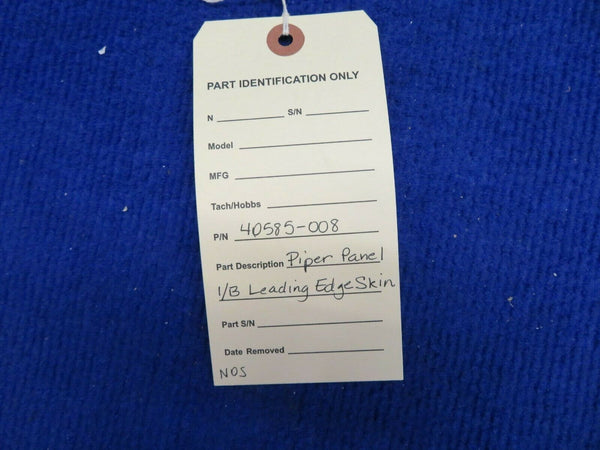 PART IDENTIFICATION ONLY
N S/N
Model
MFG
Tach/Hobbs
P/N 40585-008
Part Description Piper Panel
I/B Leading Edge Skin
Part S/N
Date Removed
NOS